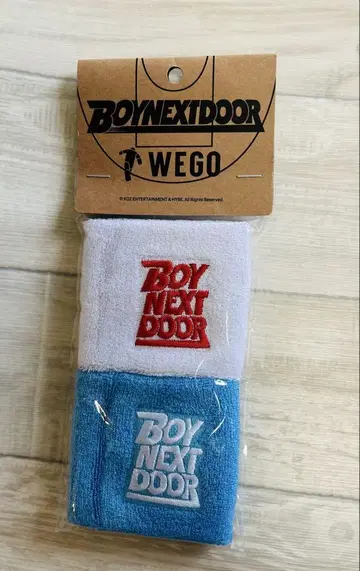 BOYNEXTDOOR
WEGO
© KOZ ENTERTAINMENT & HYBE. All Rights Reserved.
BOY
NEXT
DOOR
BOY
NEXT
DOOR